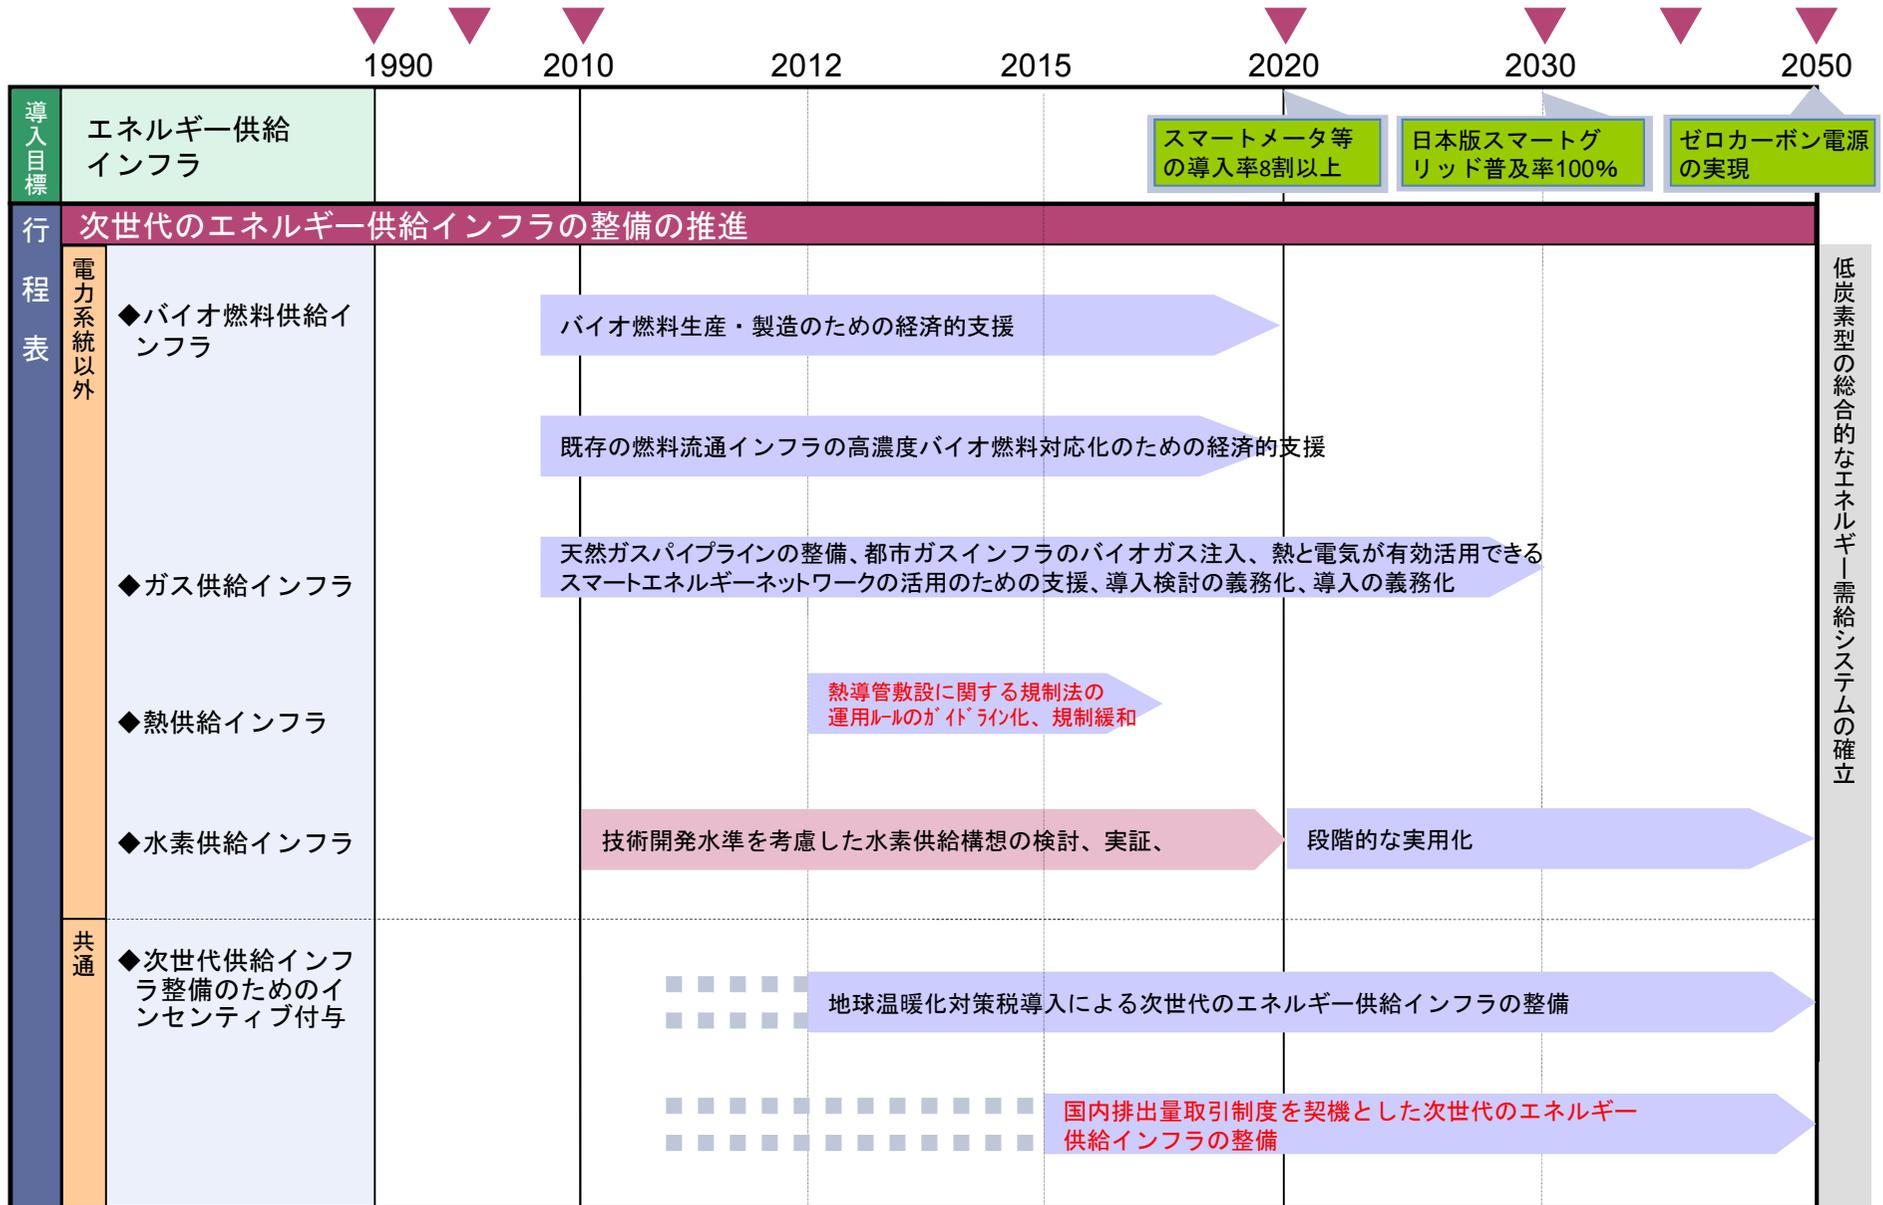 1990 2010 2012 2015 2020 2030 2050
導入目標
エネルギー供給
インフラ
スマートメータ等
の導入率8割以上
日本版スマートグ
リッド普及率100%
ゼロカーボン電源
の実現
行程表
次世代のエネルギー供給インフラの整備の推進
電力系統以外
◆バイオ燃料供給イ
ンフラ
バイオ燃料生産・製造のための経済的支援
既存の燃料流通インフラの高濃度バイオ燃料対応化のための経済的支援
◆ガス供給インフラ
天然ガスパイプラインの整備、都市ガスインフラのバイオガス注入、熱と電気が有効活用できる
スマートエネルギーネットワークの活用のための支援、導入検討の義務化、導入の義務化
◆熱供給インフラ
熱導管敷設に関する規制法の
運用ﾙｰﾙのｶﾞｲﾄﾞﾗｲﾝ化、規制緩和
◆水素供給インフラ
技術開発水準を考慮した水素供給構想の検討、実証、
段階的な実用化
共通
◆次世代供給インフ
ラ整備のためのイ
ンセンティブ付与
地球温暖化対策税導入による次世代のエネルギー供給インフラの整備
国内排出量取引制度を契機とした次世代のエネルギー
供給インフラの整備
低炭素型の総合的なエネルギー需給システムの確立